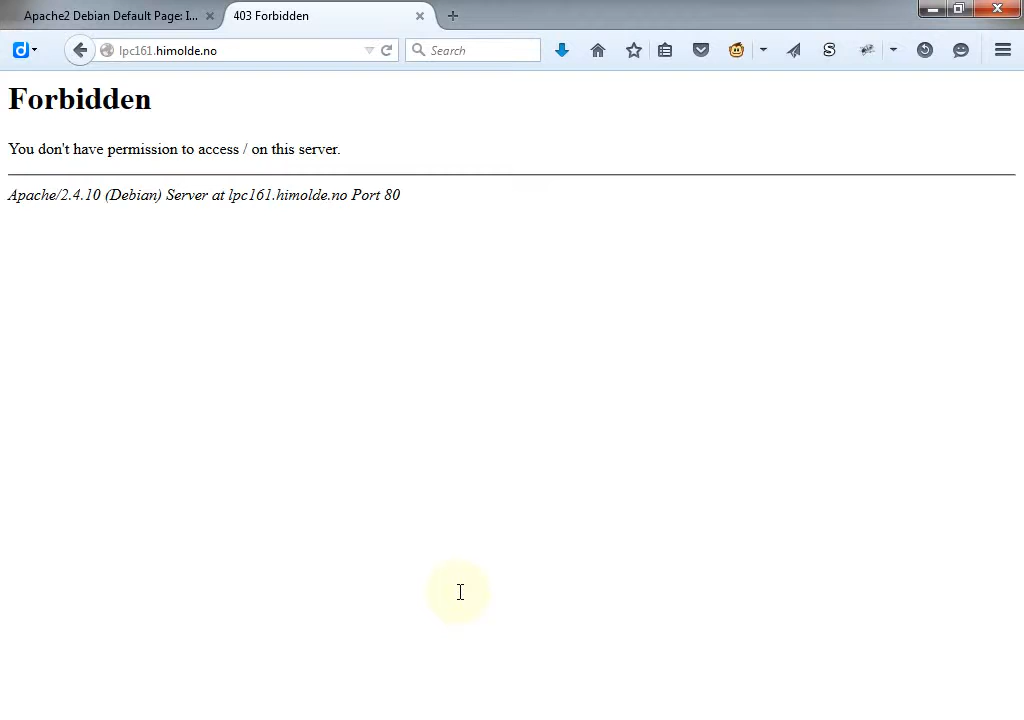 Apache2 Debian Default Page: I...
403 Forbidden
lpc161.himolde.no
Search
Forbidden
You don't have permission to access / on this server.
Apache/2.4.10 (Debian) Server at lpc161.himolde.no Port 80